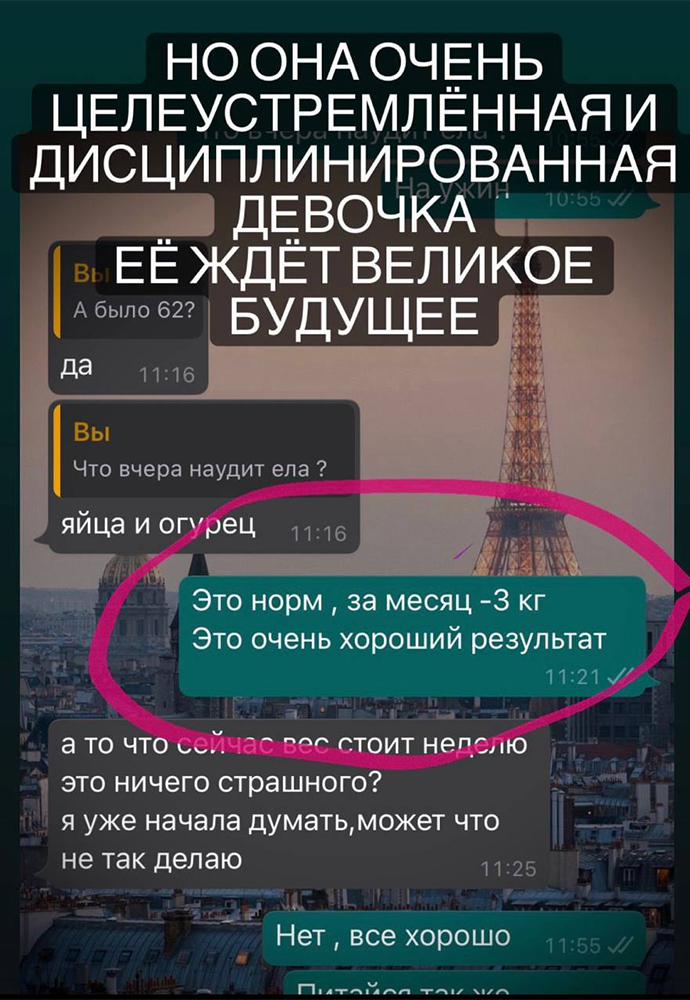 НО ОНА ОЧЕНЬ
ЦЕЛЕУСТРЕМЛЁННАЯ И
ДИСЦИПЛИНИРОВАННАЯ
ДЕВОЧКА
ЕЁ ЖДЁТ ВЕЛИКОЕ
БУДУЩЕЕ
На ужин
10:55
Вы
А было 62?
да 11:16
Вы
Что вчера наудит ела ?
яйца и огурец 11:16
Это норм , за месяц -3 кг
Это очень хороший результат
11:21
а то что сейчас вес стоит неделю
это ничего страшного?
я уже начала думать,может что
не так делаю 11:25
Нет , все хорошо 11:55
Питайся так же